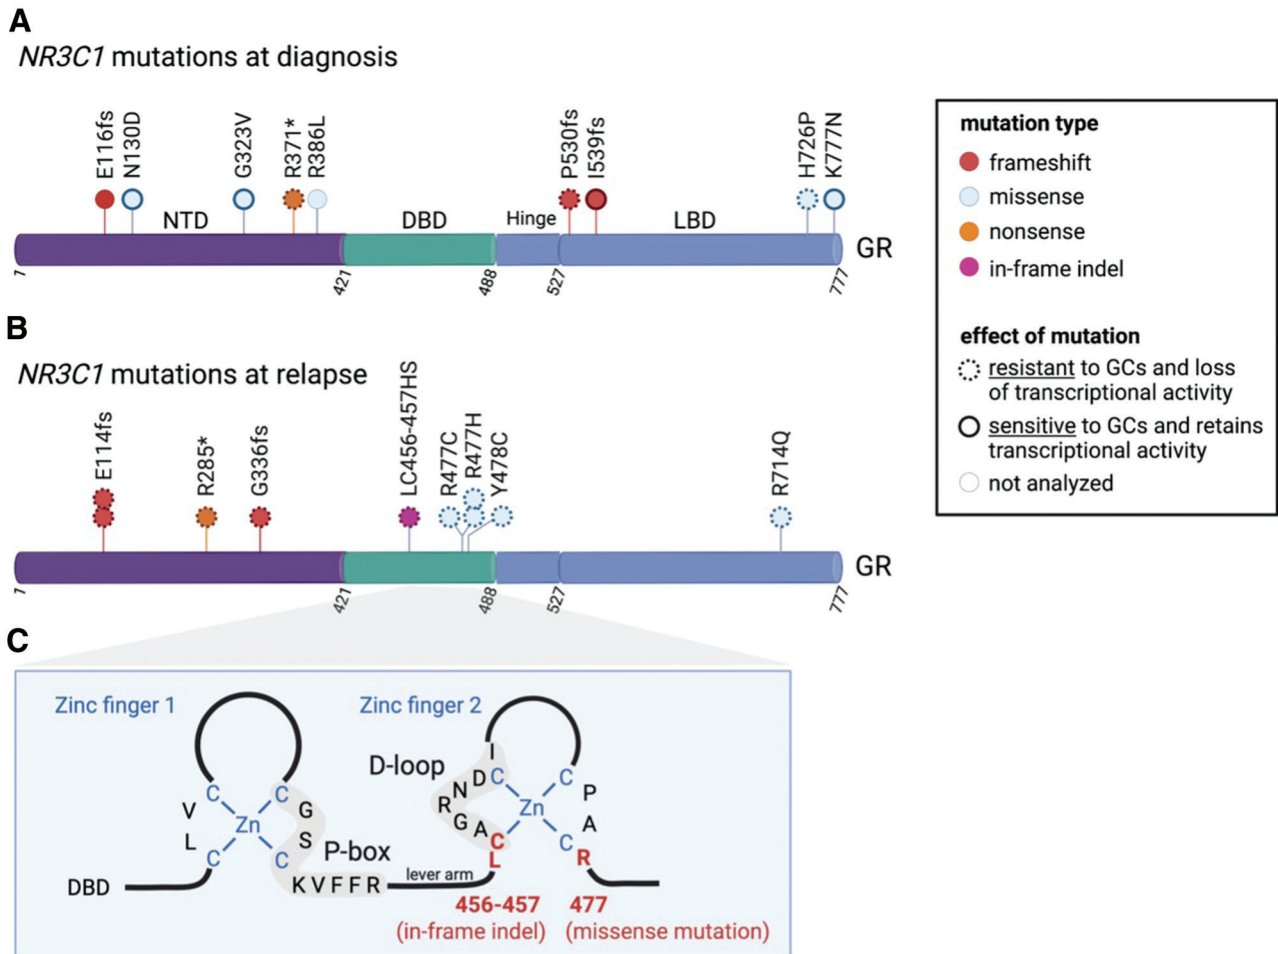 A
NR3C1 mutations at diagnosis
E116fs
N130D
G323V
R371*
R386L
P530fs
I539fs
H726P
K777N
NTD
DBD
Hinge
LBD
GR
1
421
488
527
777
mutation type
frameshift
missense
nonsense
in-frame indel
effect of mutation
resistant to GCs and loss
of transcriptional activity
sensitive to GCs and retains
transcriptional activity
not analyzed
B
NR3C1 mutations at relapse
E114fs
R285*
G336fs
LC456-457HS
R477C
R477H
Y478C
R714Q
GR
1
421
488
527
777
C
Zinc finger 1
V
L
C
C
Zn
C
C
G
S
P-box
K V F F R
DBD
lever arm
Zinc finger 2
D-loop
I
C
D
N
R
G
A
C
L
Zn
C
P
A
C
R
456-457
(in-frame indel)
477
(missense mutation)